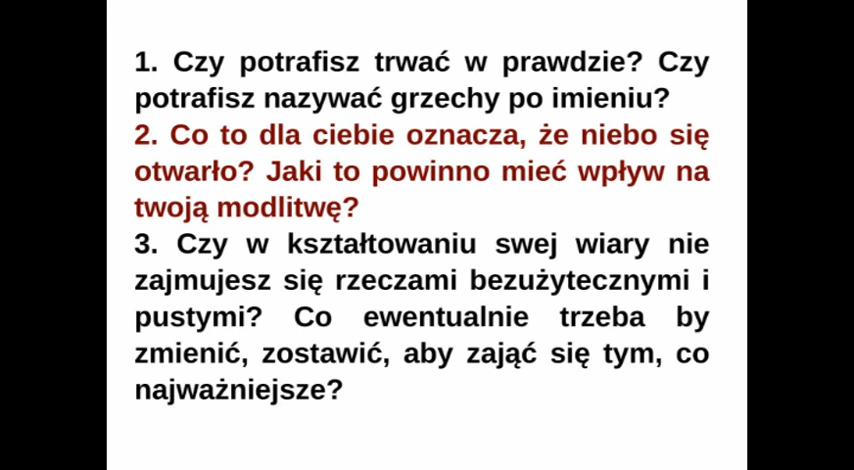 1. Czy potrafisz trwać w prawdzie? Czy
potrafisz nazywać grzechy po imieniu?
2. Co to dla ciebie oznacza, że niebo się
otwarło? Jaki to powinno mieć wpływ na
twoją modlitwę?
3. Czy w kształtowaniu swej wiary nie
zajmujesz się rzeczami bezużytecznymi i
pustymi? Co ewentualnie trzeba by
zmienić, zostawić, aby zająć się tym, co
najważniejsze?